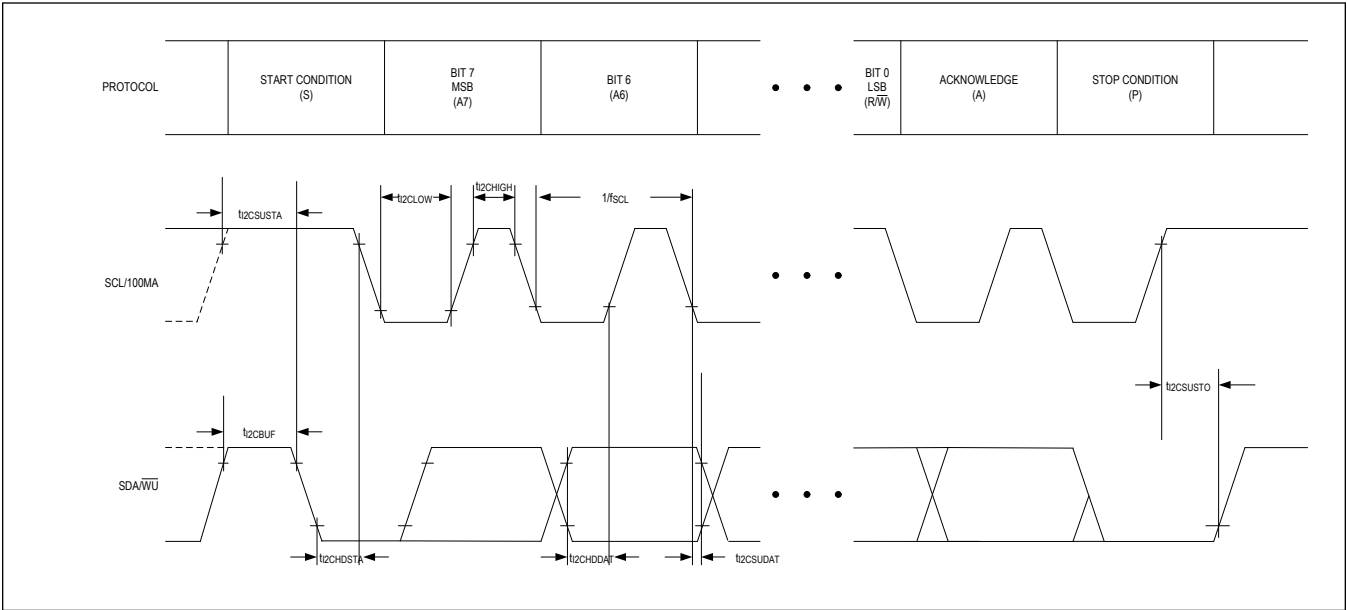 PROTOCOL
START CONDITION
(S)
BIT 7
MSB
(A7)
BIT 6
(A6)
BIT 0
LSB
(R/W̅)
ACKNOWLEDGE
(A)
STOP CONDITION
(P)
tI2CSUSTA
tI2CLOW
tI2CHIGH
1/fSCL
SCL/100MA
tI2CSUSTO
tI2CBUF
SDA/W̅U̅
tI2CHDSTA
tI2CHDDAT
tI2CSUDAT